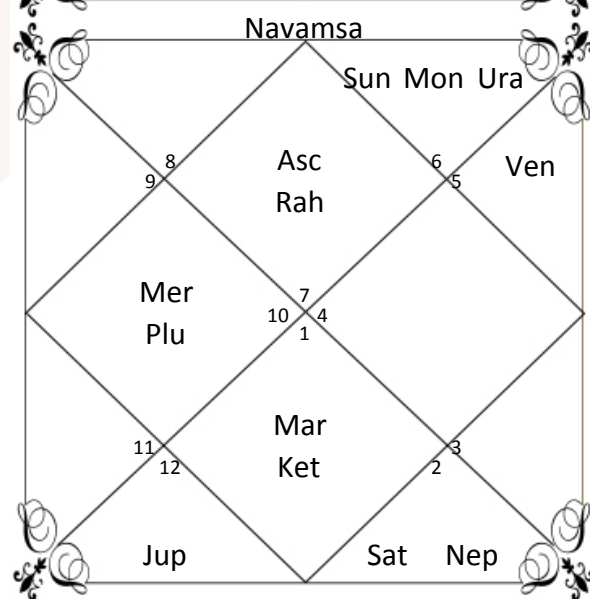 Navamsa
Sun Mon Ura
8
Asc
6
Ven
9
5
Rah
Mer
7
10
4
Plu
1
Mar
11
3
12
Ket
2
Jup
Sat Nep